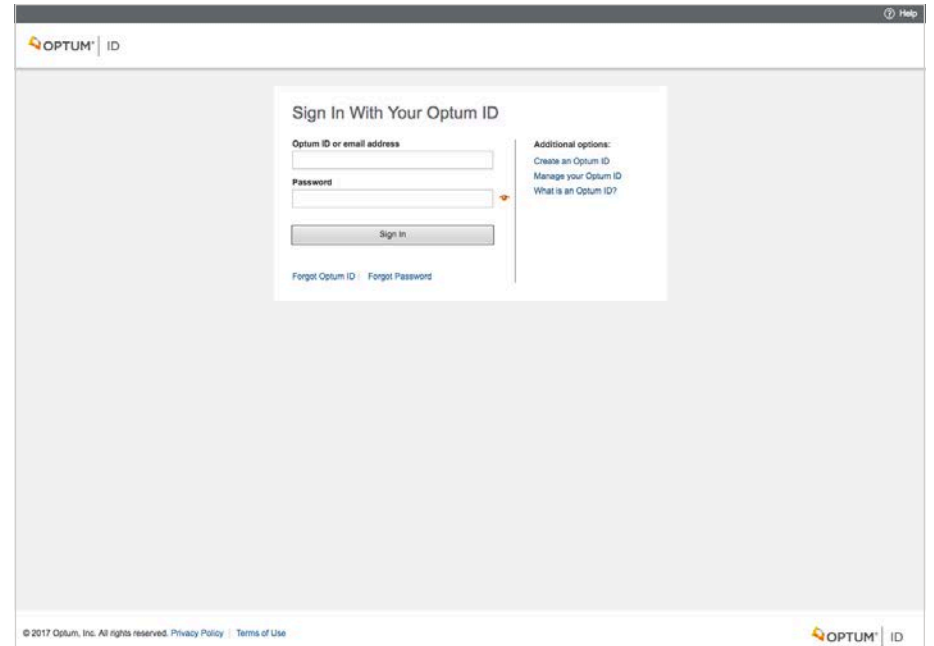 Help
OPTUM® ID
Sign In With Your Optum ID
Optum ID or email address
Password
Sign In
Forgot Optum ID | Forgot Password
Additional options:
Create an Optum ID
Manage your Optum ID
What is an Optum ID?
© 2017 Optum, Inc. All rights reserved. Privacy Policy | Terms of Use
OPTUM® ID